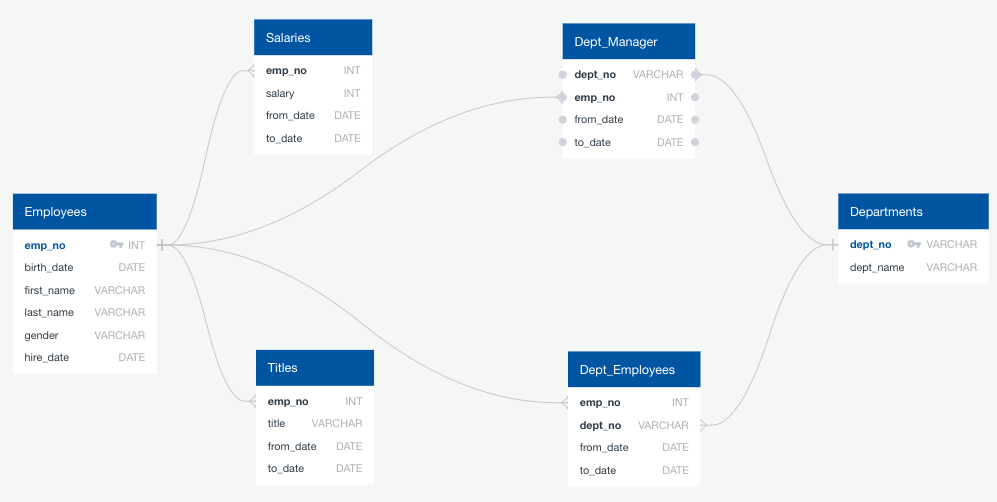 Salaries
emp_no INT
salary INT
from_date DATE
to_date DATE
Dept_Manager
dept_no VARCHAR
emp_no INT
from_date DATE
to_date DATE
Employees
emp_no INT
birth_date DATE
first_name VARCHAR
last_name VARCHAR
gender VARCHAR
hire_date DATE
Departments
dept_no VARCHAR
dept_name VARCHAR
Titles
emp_no INT
title VARCHAR
from_date DATE
to_date DATE
Dept_Employees
emp_no INT
dept_no VARCHAR
from_date DATE
to_date DATE